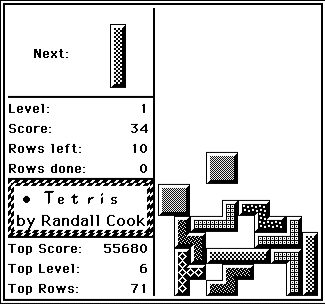 Next:
Level: 1
Score: 34
Rows left: 10
Rows done: 0
● Tetris
by Randall Cook
Top Score: 55680
Top Level: 6
Top Rows: 71